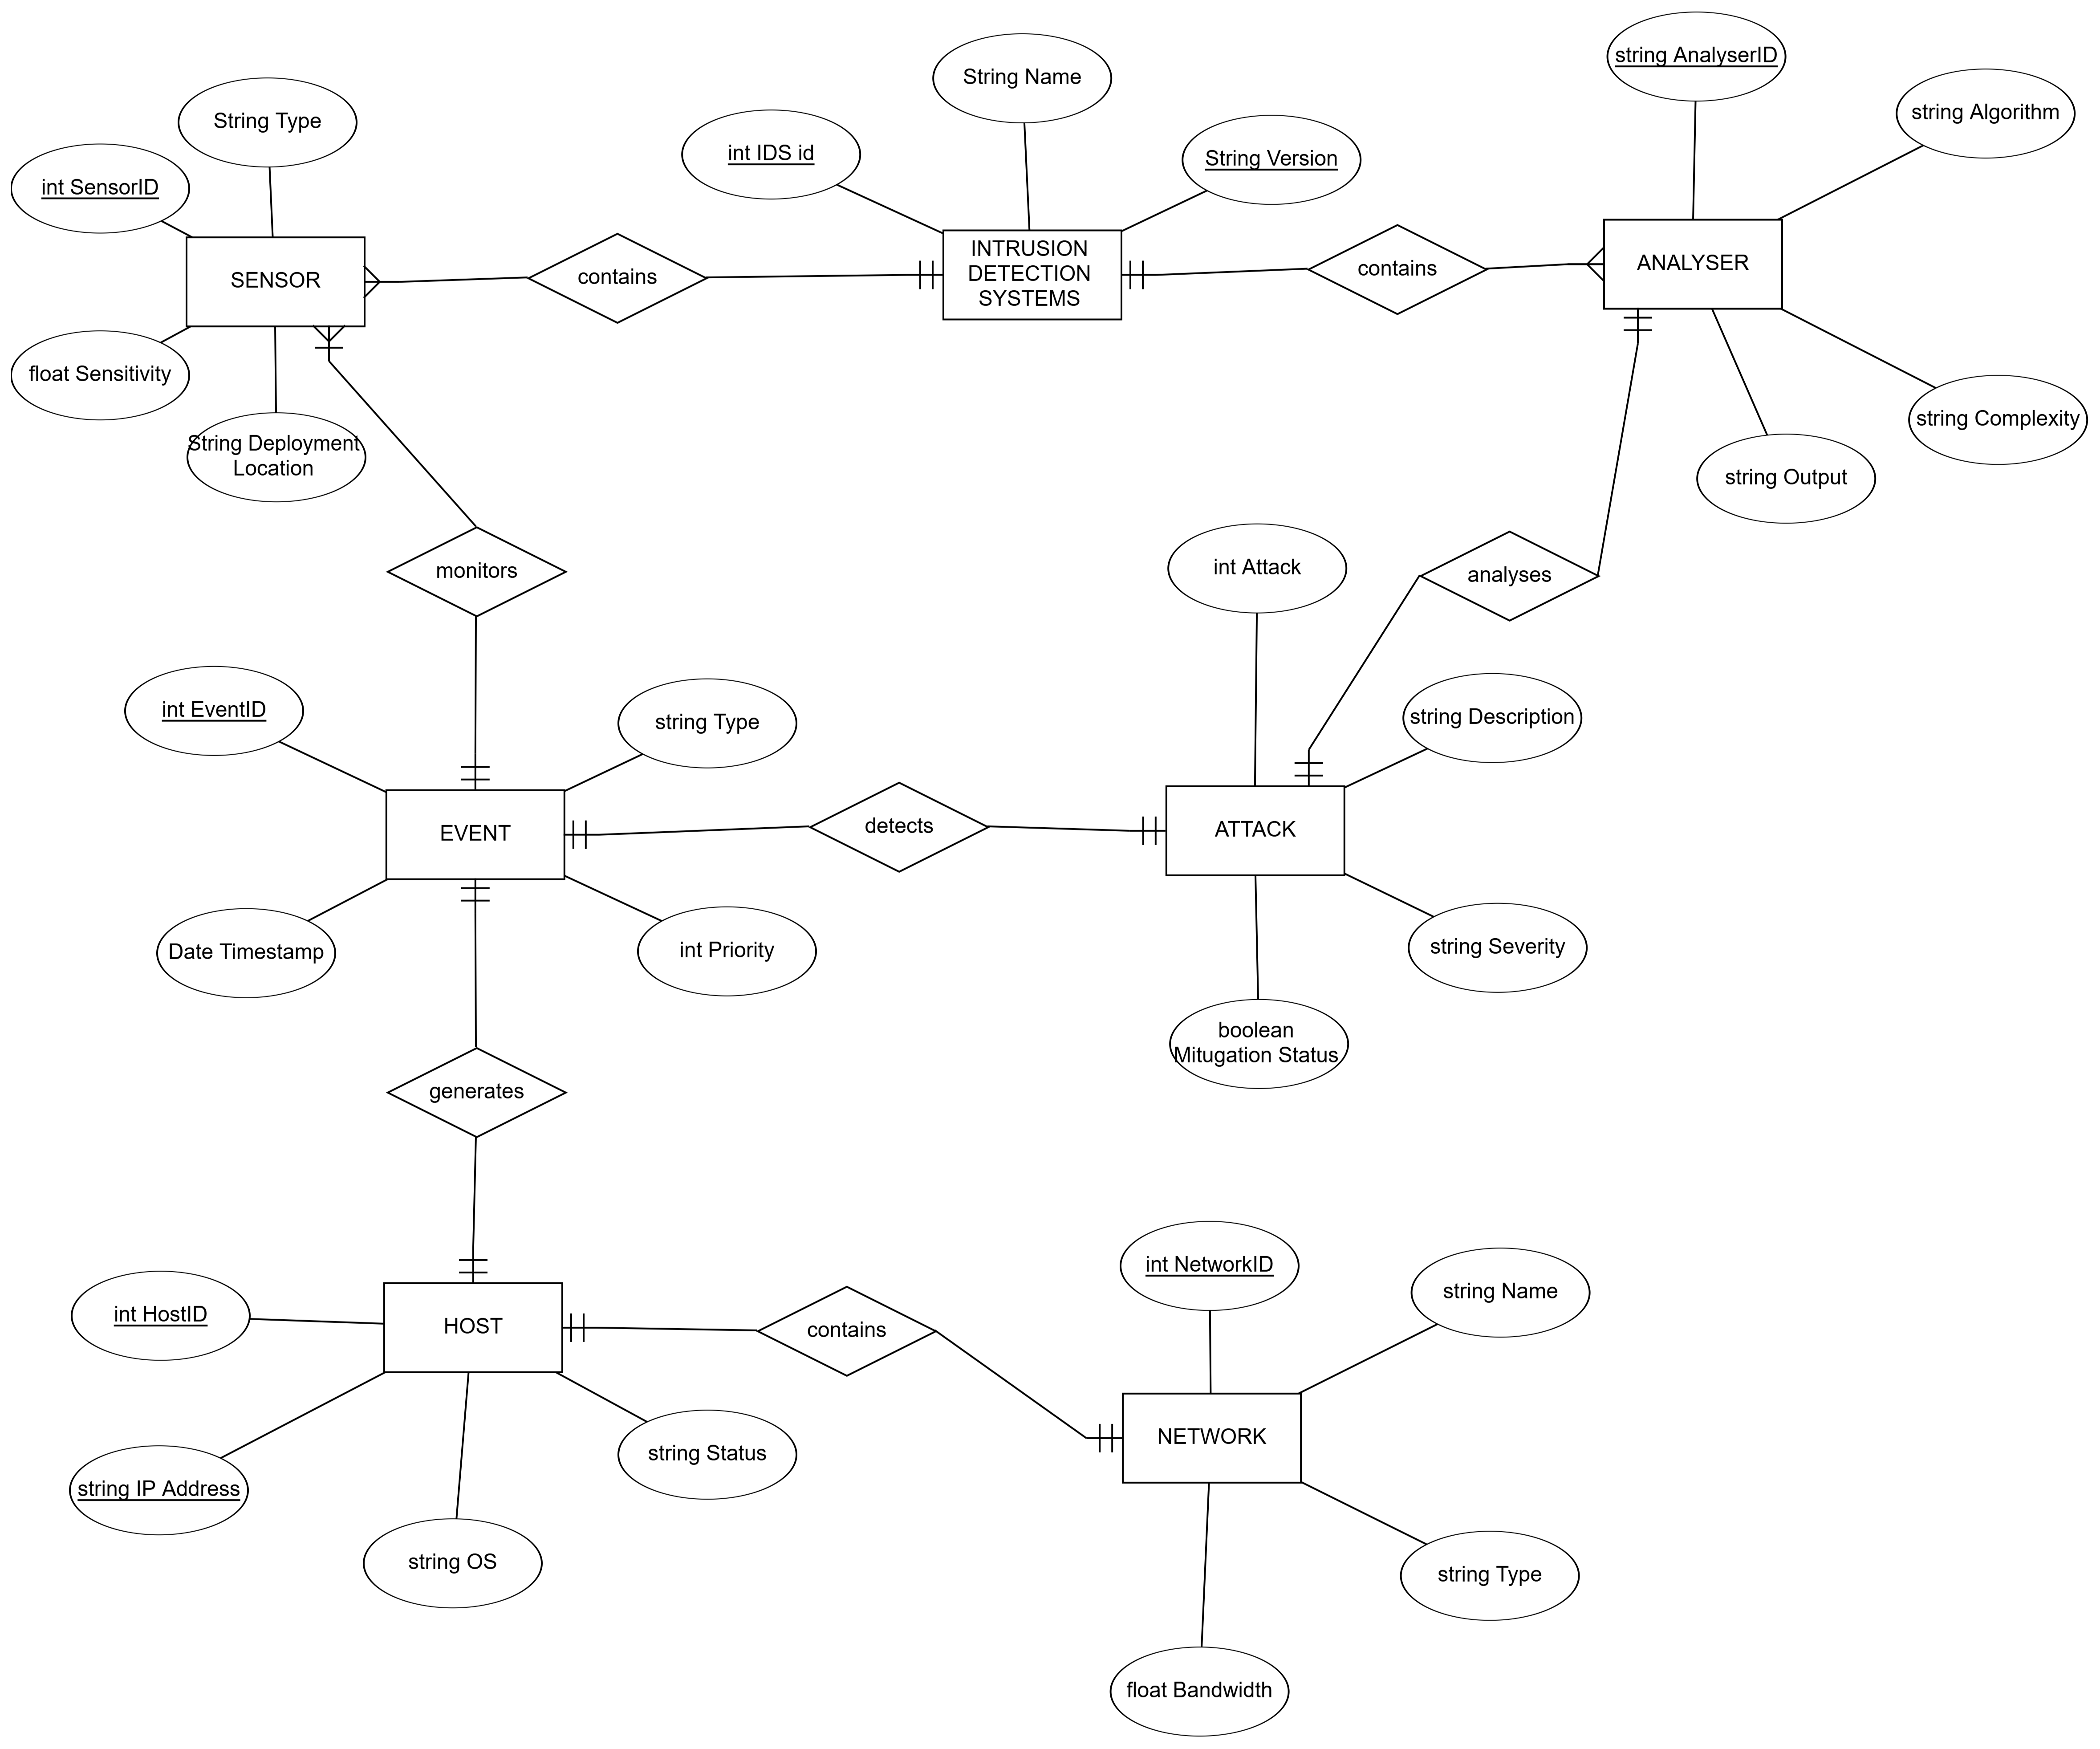 string AnalyserID
String Name
string Algorithm
String Type
int IDS id
String Version
int SensorID
INTRUSION
DETECTION
SYSTEMS
SENSOR
contains
contains
ANALYSER
float Sensitivity
String Deployment
Location
string Complexity
string Output
monitors
int Attack
analyses
int EventID
string Type
string Description
EVENT
detects
ATTACK
Date Timestamp
int Priority
string Severity
boolean
Mitugation Status
generates
int NetworkID
string Name
int HostID
HOST
contains
NETWORK
string Status
string IP Address
string OS
string Type
float Bandwidth